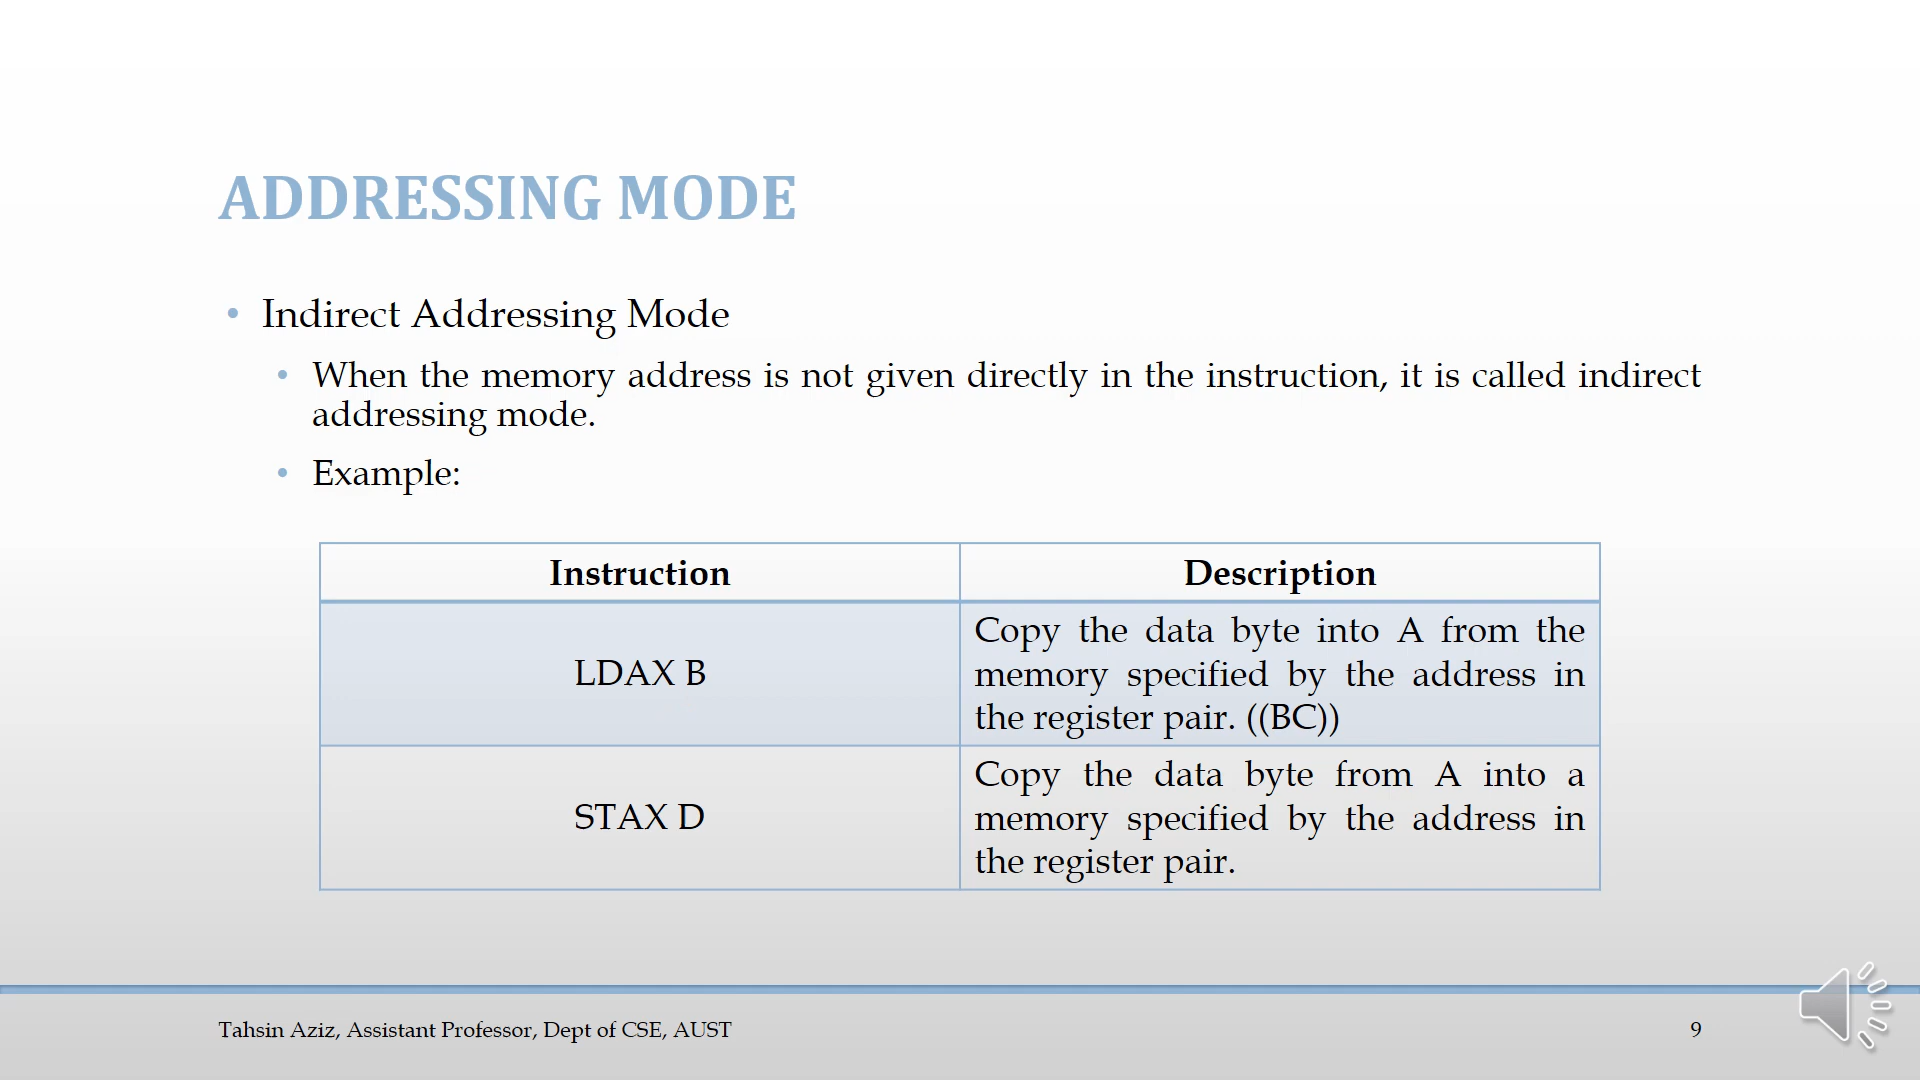 ADDRESSING MODE
• Indirect Addressing Mode
• When the memory address is not given directly in the instruction, it is called indirect
addressing mode.
• Example:
Instruction
Description
LDAX B
Copy the data byte into A from the
memory specified by the address in
the register pair. ((BC))
STAX D
Copy the data byte from A into a
memory specified by the address in
the register pair.
Tahsin Aziz, Assistant Professor, Dept of CSE, AUST
9